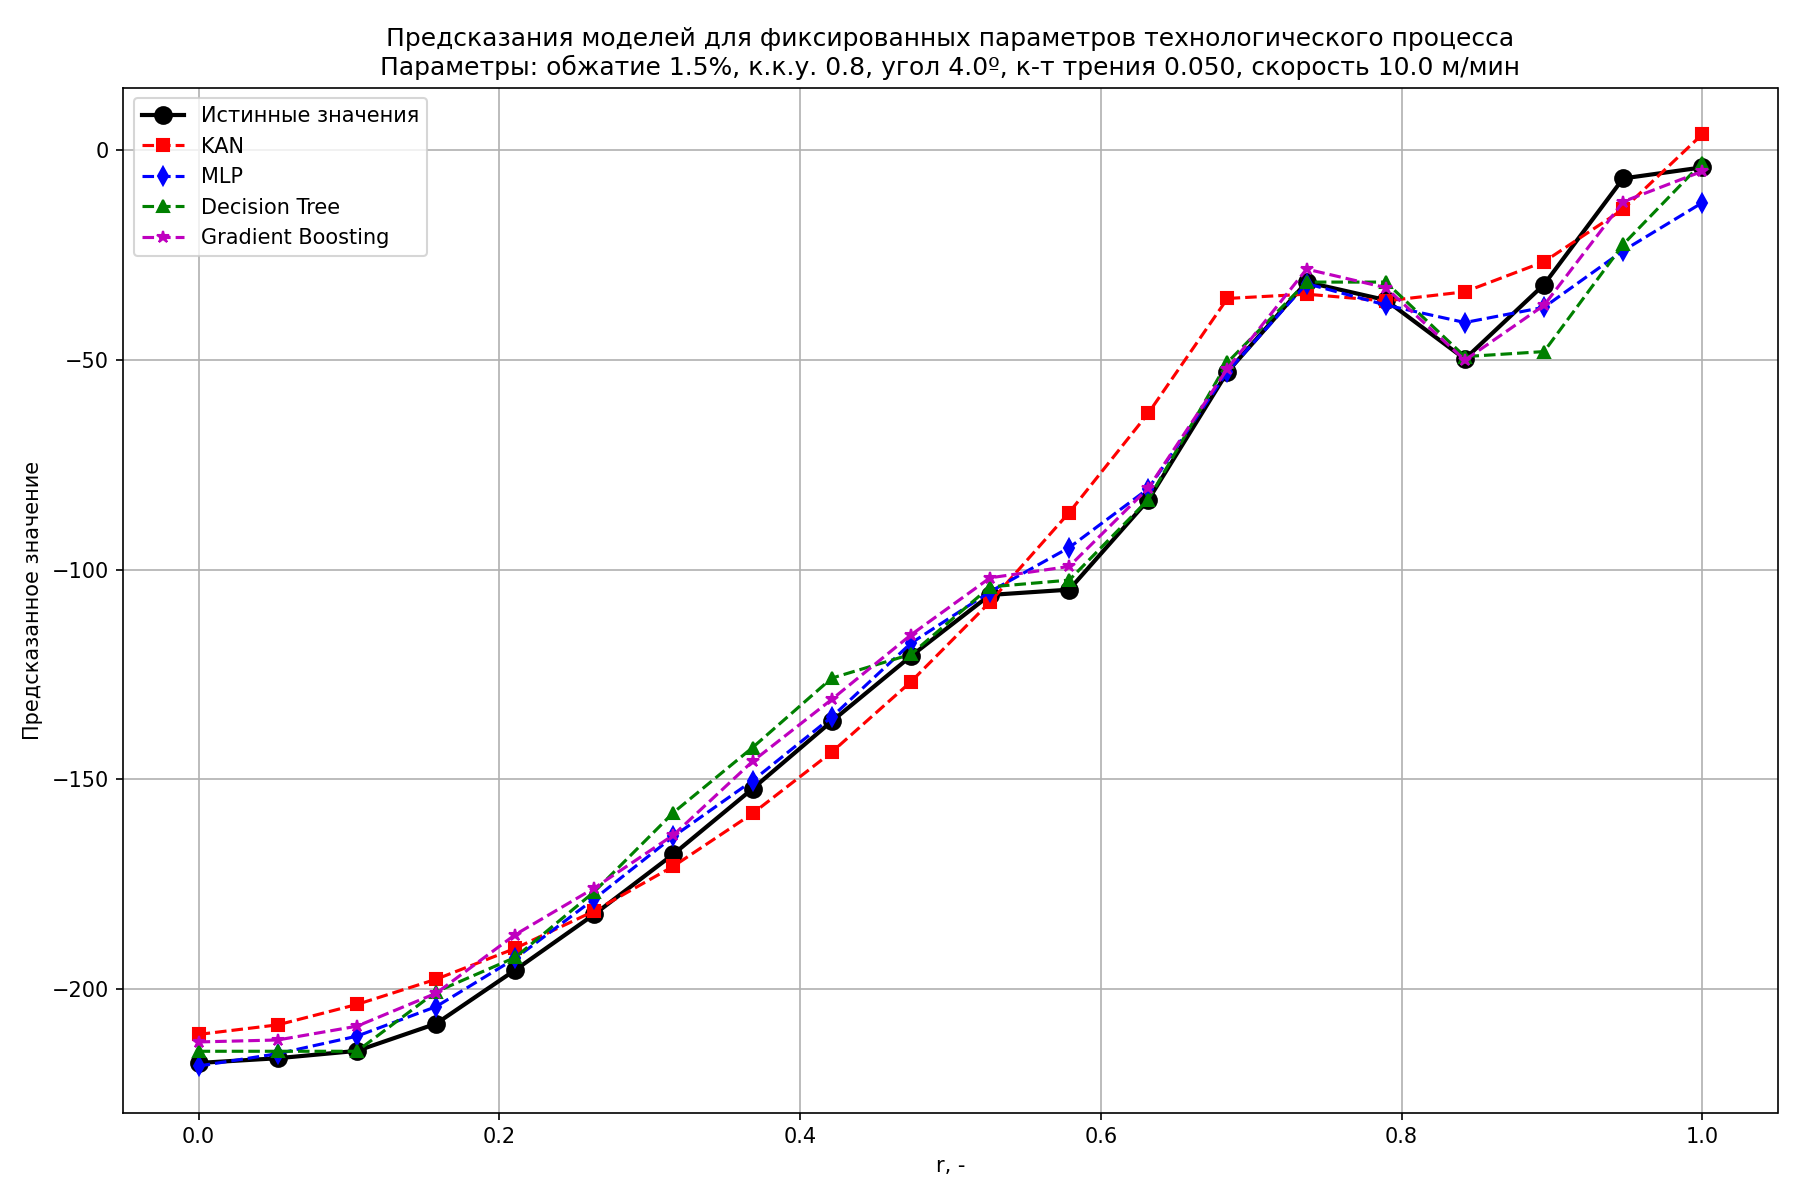 Предсказания моделей для фиксированных параметров технологического процесса
Параметры: обжатие 1.5%, к.к.у. 0.8, угол 4.0º, к-т трения 0.050, скорость 10.0 м/мин
Истинные значения
KAN
MLP
Decision Tree
Gradient Boosting
Предсказанное значение
0
−50
−100
−150
−200
0.0
0.2
0.4
0.6
0.8
1.0
r, -